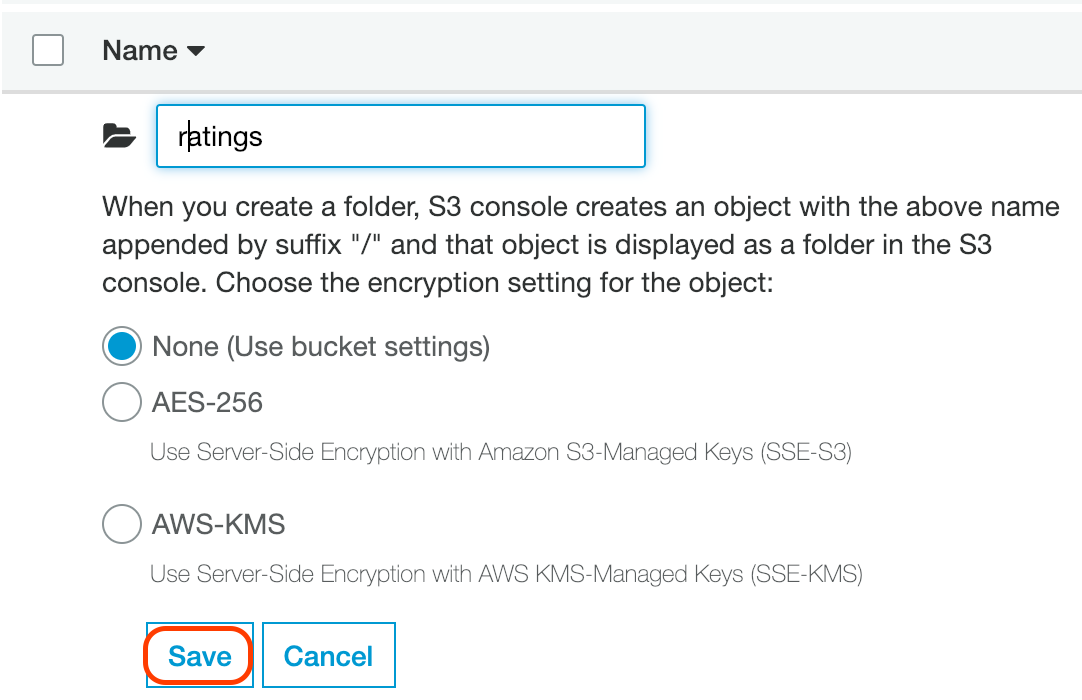 Name
ratings
When you create a folder, S3 console creates an object with the above name
appended by suffix "/" and that object is displayed as a folder in the S3
console. Choose the encryption setting for the object:
None (Use bucket settings)
AES-256
Use Server-Side Encryption with Amazon S3-Managed Keys (SSE-S3)
AWS-KMS
Use Server-Side Encryption with AWS KMS-Managed Keys (SSE-KMS)
Save Cancel